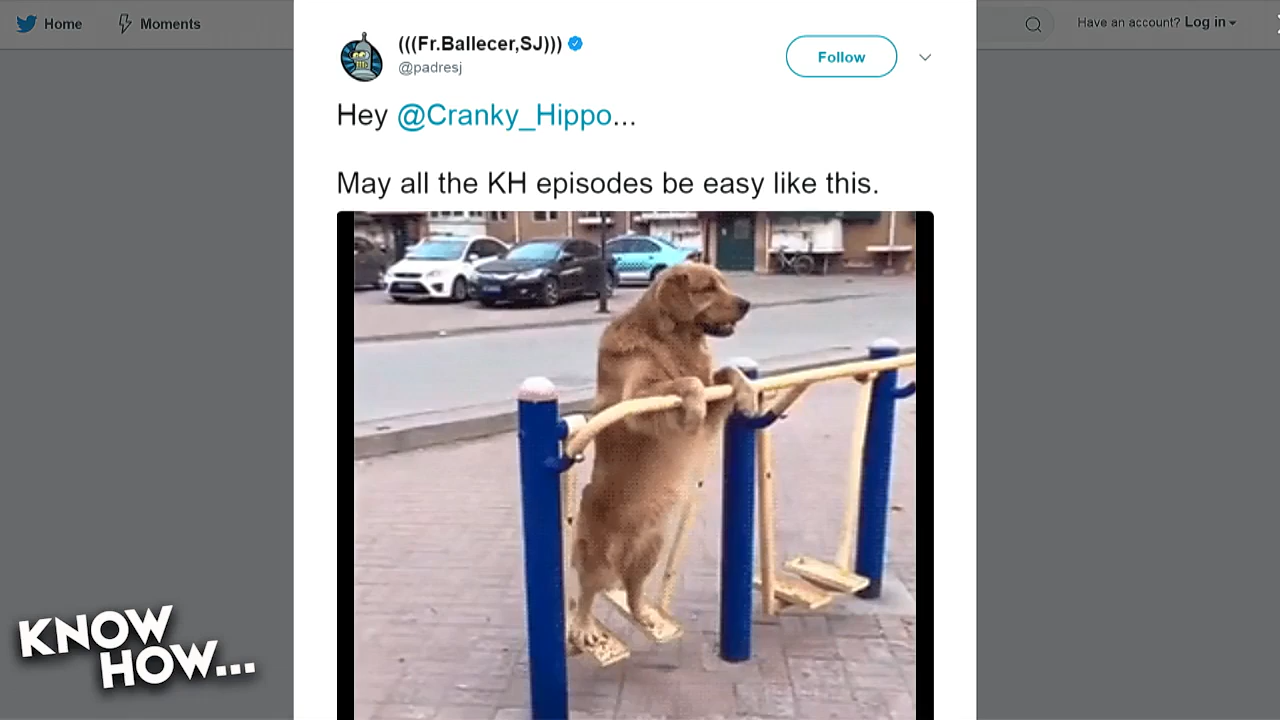 Home
Moments
Have an account? Log in
(((Fr.Ballecer,SJ)))
@padresj
Follow
Hey @Cranky_Hippo...
May all the KH episodes be easy like this.
KNOW
HOW...